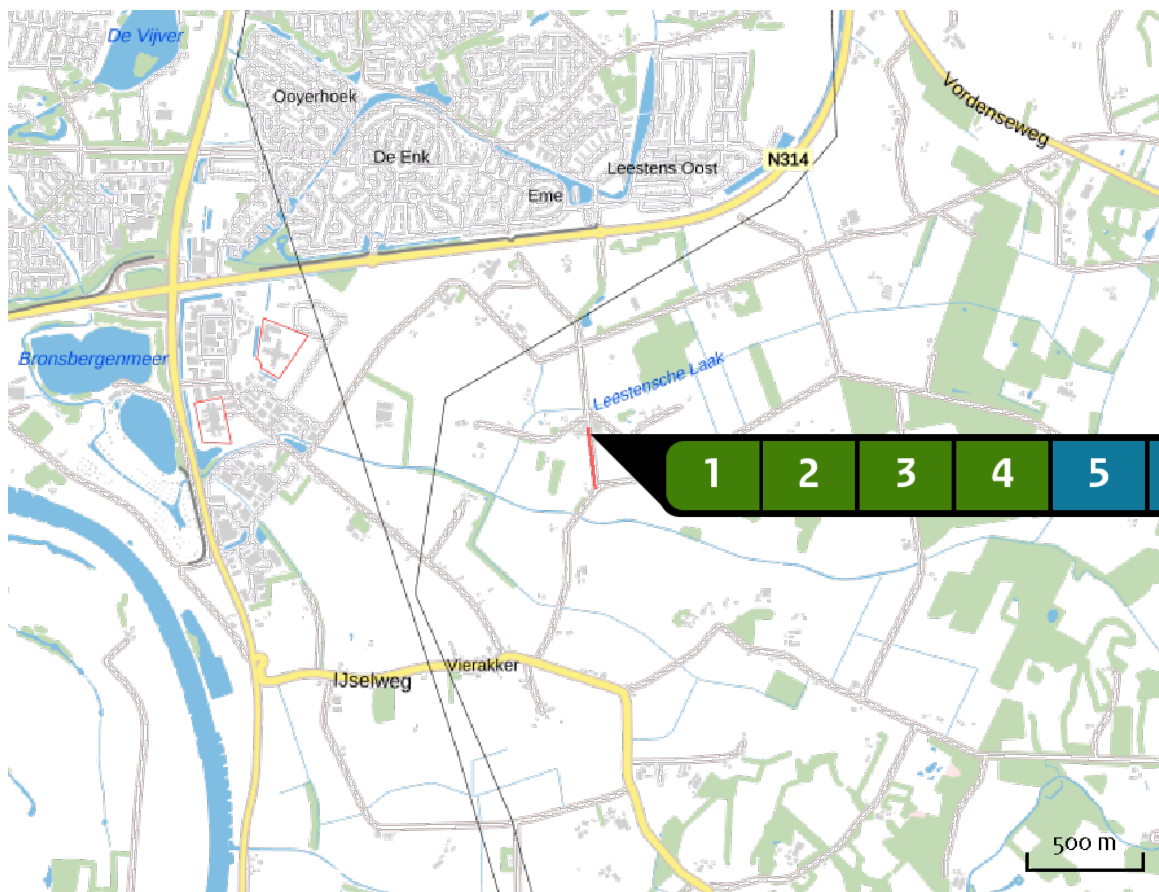 De Vijver
Ooyerhoek
Vordenseweg
De Enk
N314
Leestens Oost
Eme
Bronsbergenmeer
Leestensche Laak
1 2 3 4 5
Vierakker
IJselweg
500 m